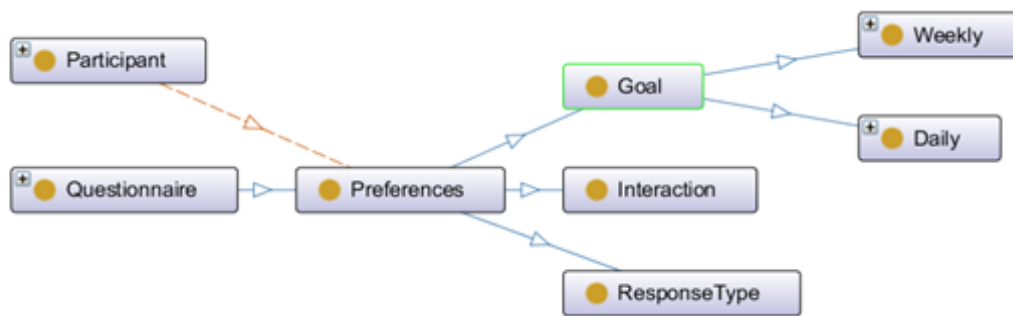 Participant
Questionnaire
Preferences
Goal
Interaction
ResponseType
Weekly
Daily